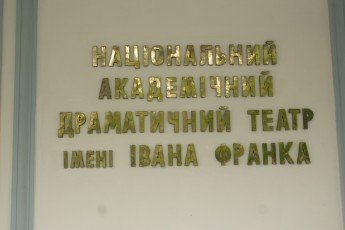 НАЦІОНАЛЬНИЙ
АКАДЕМІЧНИЙ
ДРАМАТИЧНИЙ ТЕАТР
ІМЕНІ ІВАНА ФРАНКА